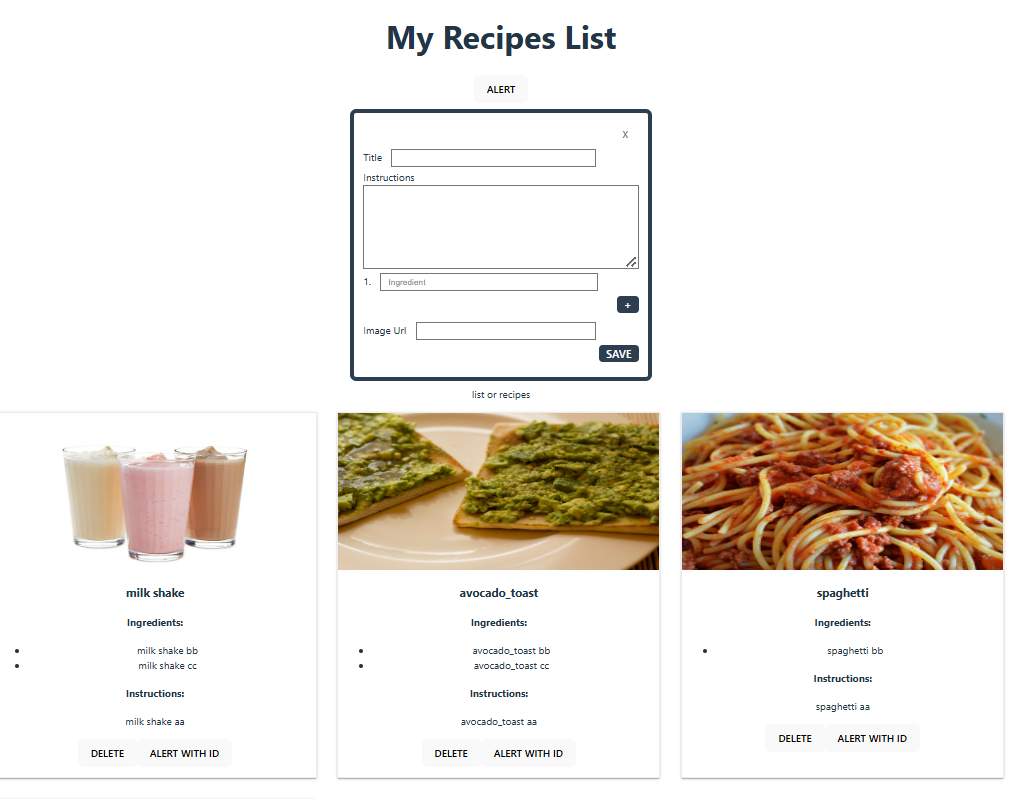 My Recipes List
ALERT
X
Title
Instructions
1. Ingredient
+
Image Url
SAVE
list or recipes
milk shake
Ingredients:
milk shake bb
milk shake cc
Instructions:
milk shake aa
DELETE ALERT WITH ID
avocado_toast
Ingredients:
avocado_toast bb
avocado_toast cc
Instructions:
avocado_toast aa
DELETE ALERT WITH ID
spaghetti
Ingredients:
spaghetti bb
Instructions:
spaghetti aa
DELETE ALERT WITH ID